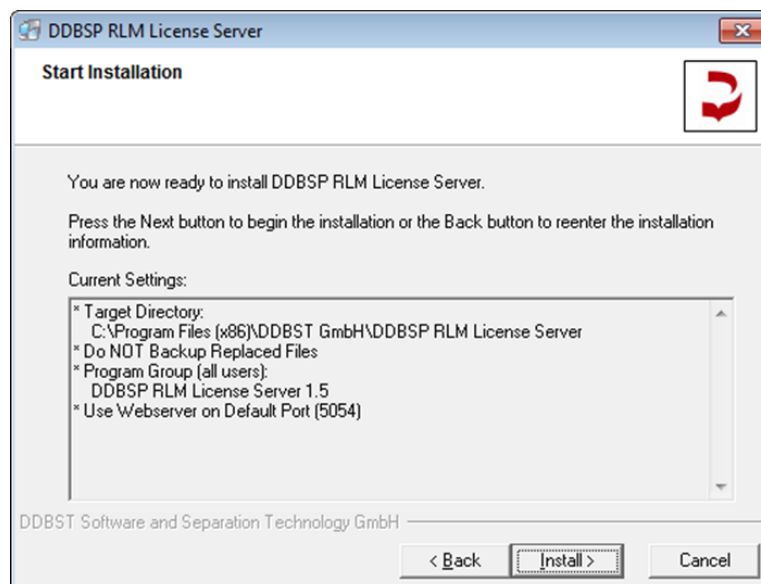 DDBSP RLM License Server
Start Installation
You are now ready to install DDBSP RLM License Server.
Press the Next button to begin the installation or the Back button to reenter the installation
information.
Current Settings:
* Target Directory:
C:\Program Files (x86)\DDBST GmbH\DDBSP RLM License Server
* Do NOT Backup Replaced Files
* Program Group (all users):
DDBSP RLM License Server 1.5
* Use Webserver on Default Port (5054)
DDBST Software and Separation Technology GmbH
< Back
Install >
Cancel